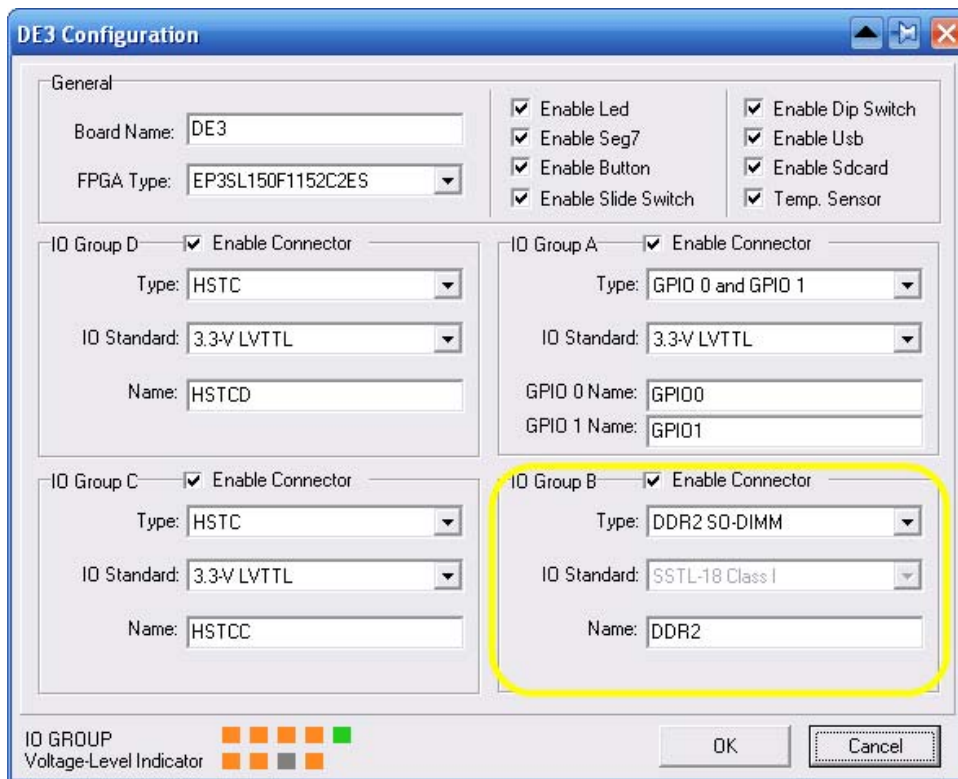 DE3 Configuration
General
Board Name: DE3
FPGA Type: EP3SL150F1152C2ES
Enable Led
Enable Seg7
Enable Button
Enable Slide Switch
Enable Dip Switch
Enable Usb
Enable Sdcard
Temp. Sensor
IO Group D Enable Connector
Type: HSTC
IO Standard: 3.3-V LVTTL
Name: HSTCD
IO Group A Enable Connector
Type: GPIO 0 and GPIO 1
IO Standard: 3.3-V LVTTL
GPIO 0 Name: GPIO0
GPIO 1 Name: GPIO1
IO Group C Enable Connector
Type: HSTC
IO Standard: 3.3-V LVTTL
Name: HSTCC
IO Group B Enable Connector
Type: DDR2 SO-DIMM
IO Standard: SSTL-18 Class I
Name: DDR2
IO GROUP
Voltage-Level Indicator
OK
Cancel